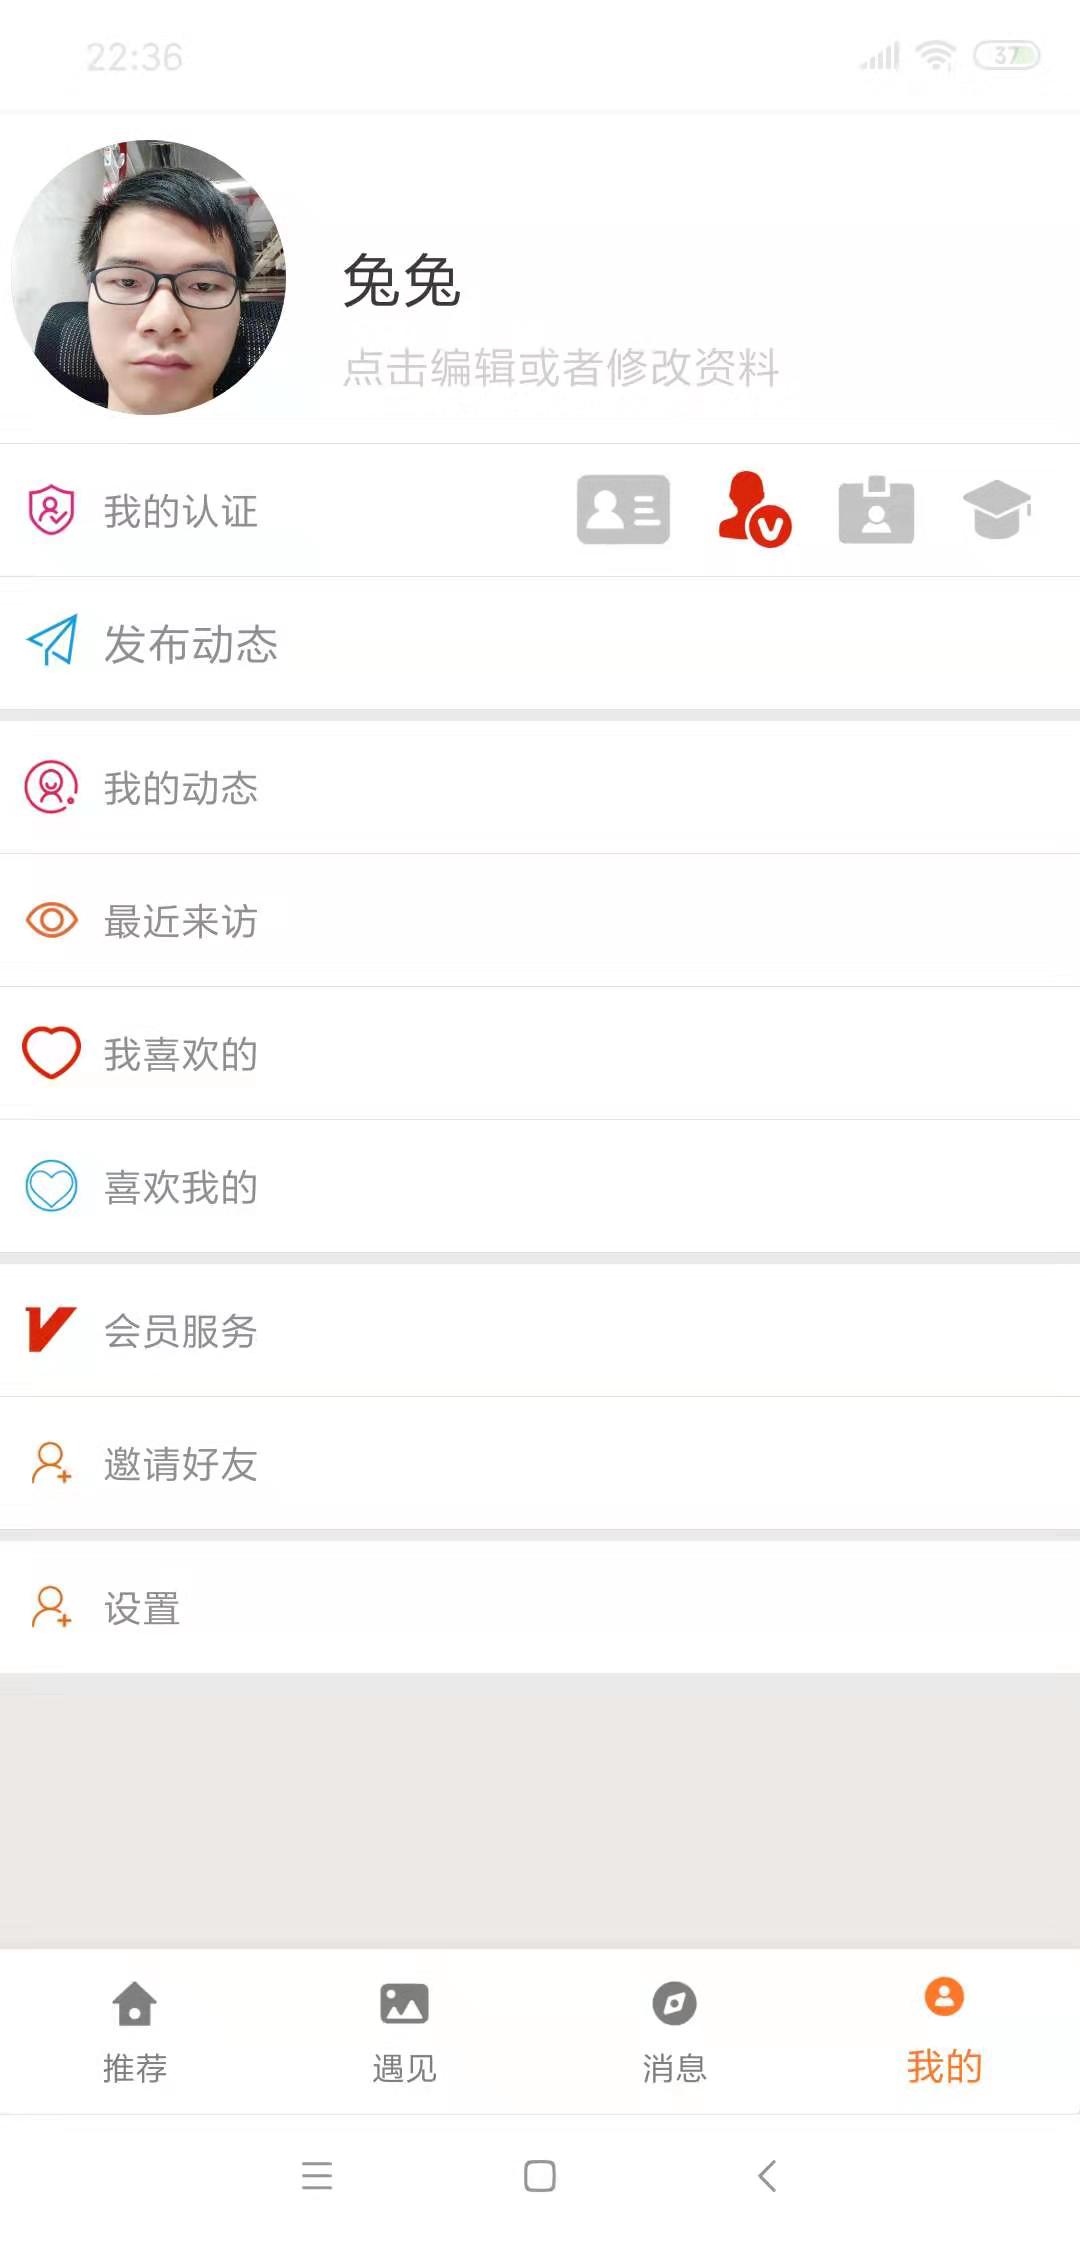 22:36
37
兔兔
点击编辑或者修改资料
我的认证
发布动态
我的动态
最近来访
我喜欢的
喜欢我的
会员服务
邀请好友
设置
推荐
遇见
消息
我的